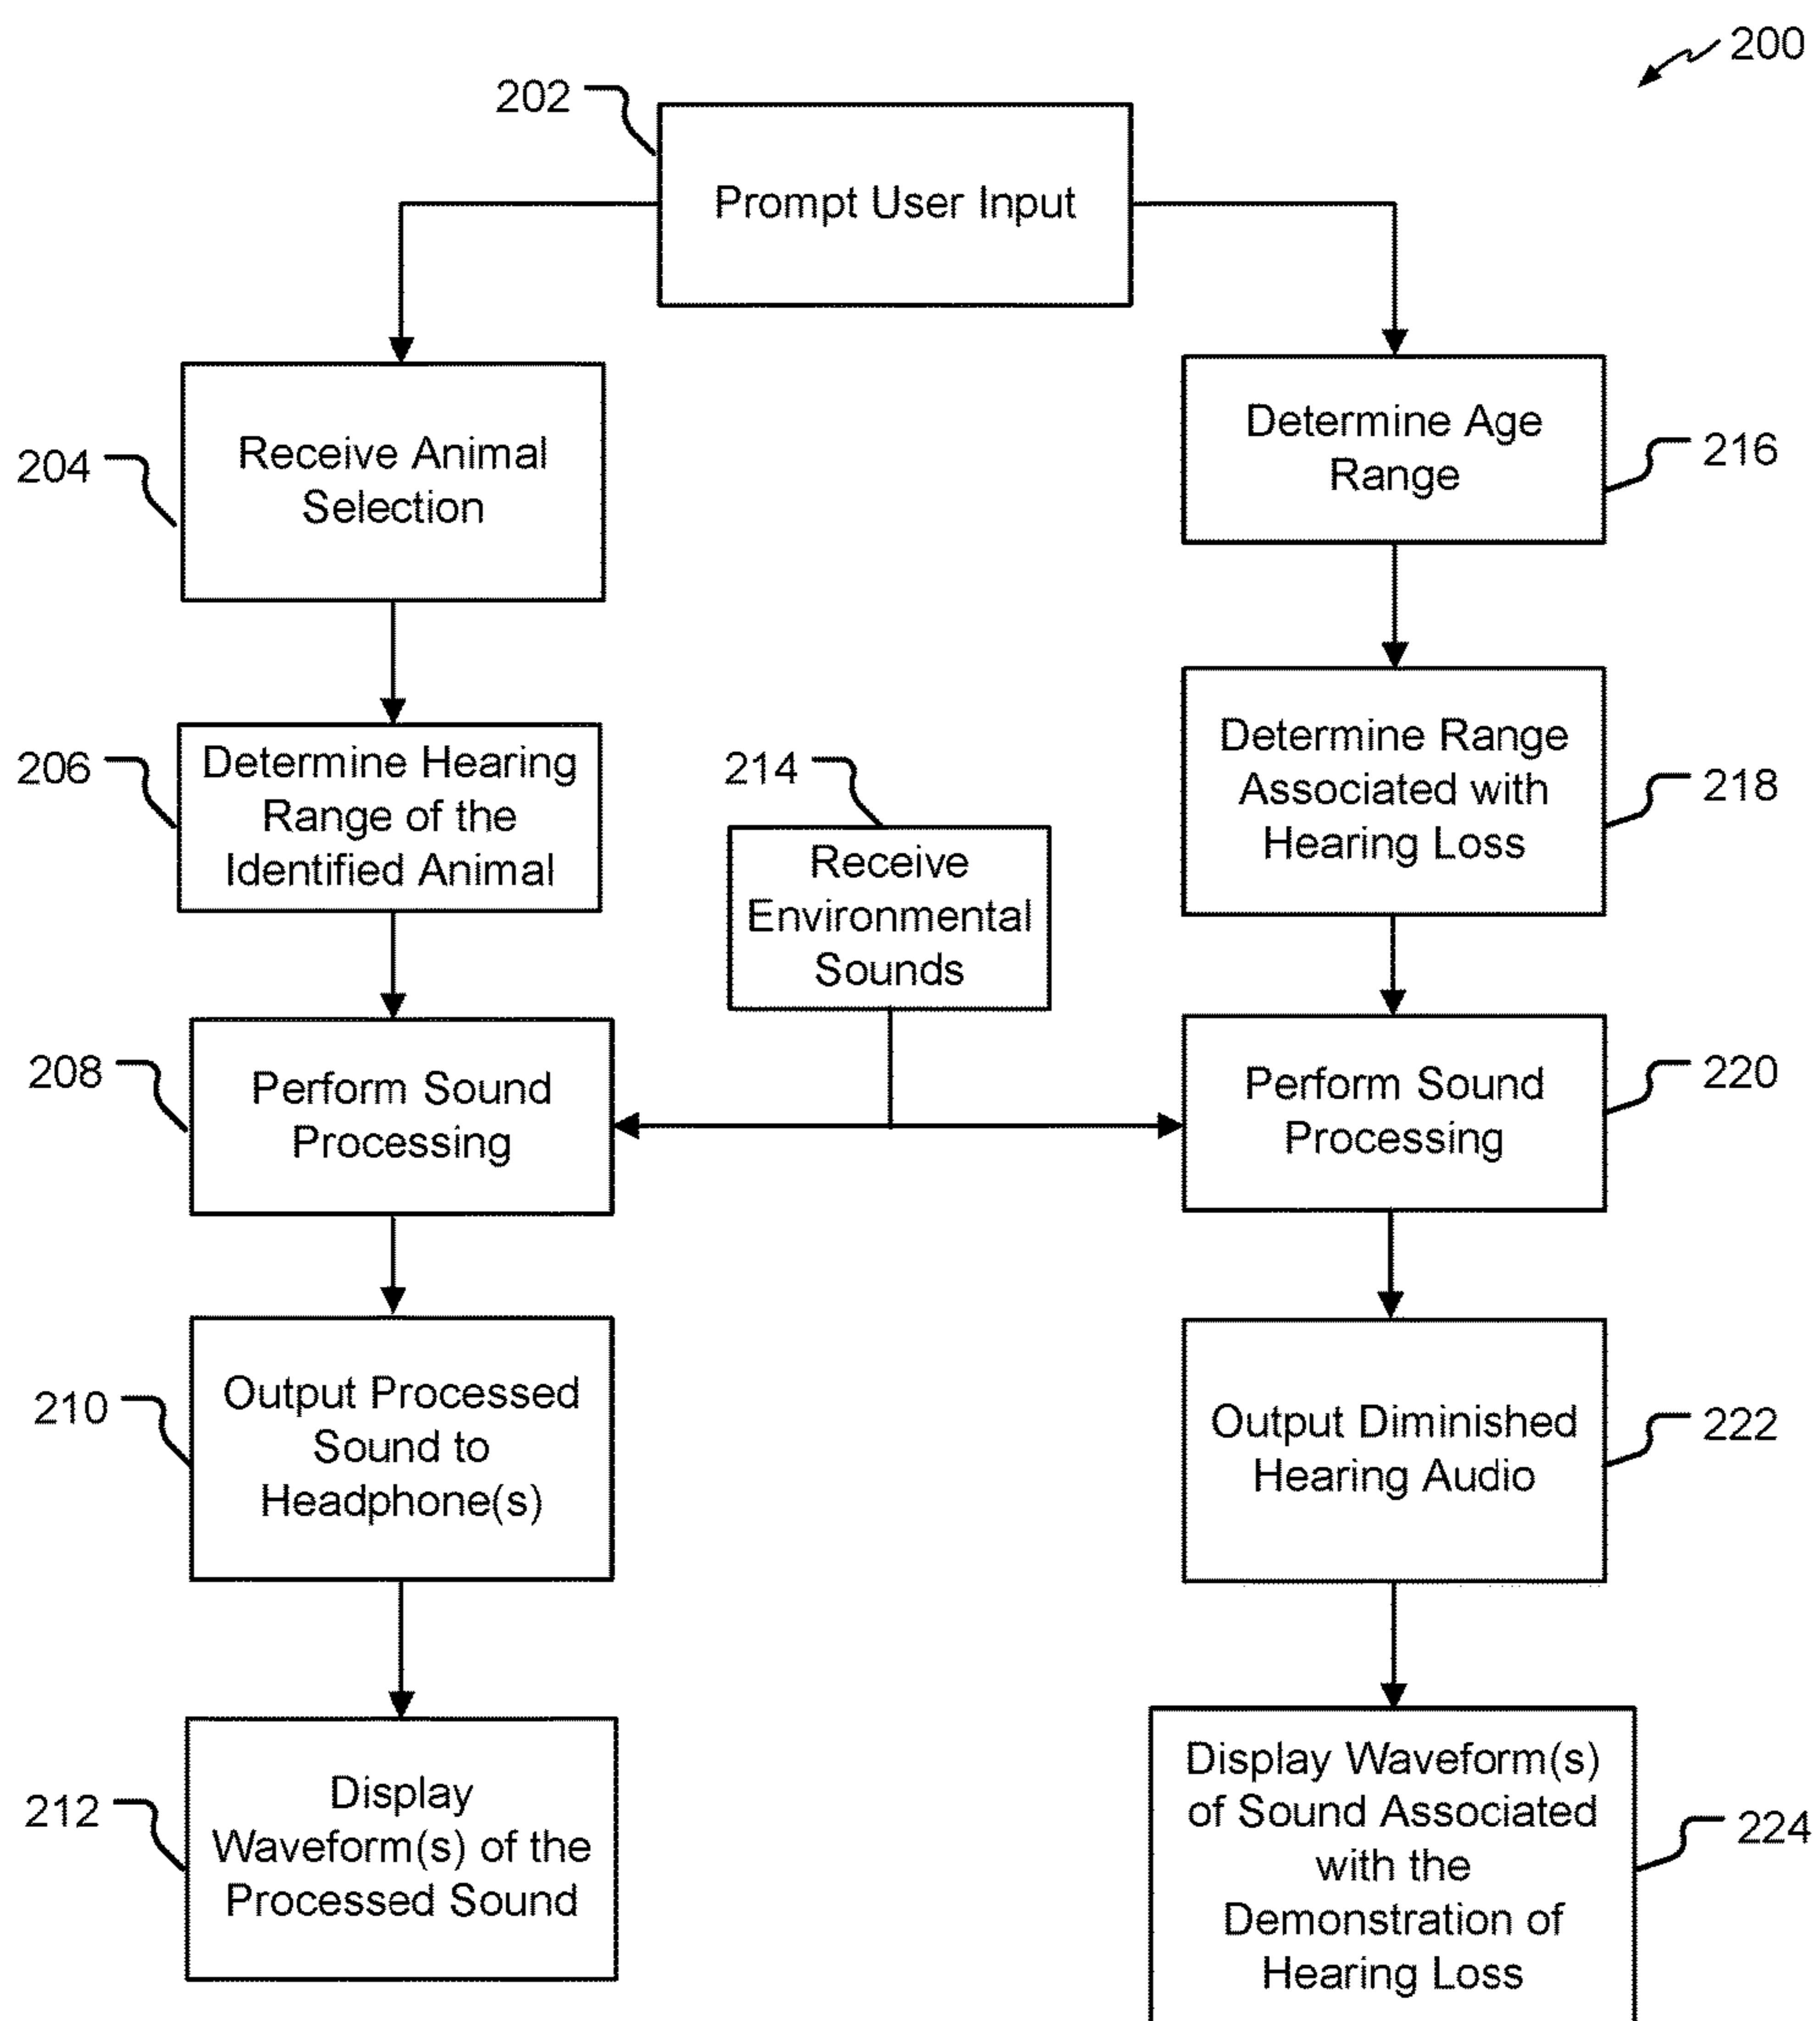 200
202
Prompt User Input
204
Receive Animal
Selection
216
Determine Age
Range
206
Determine Hearing
Range of the
Identified Animal
214
Receive
Environmental
Sounds
218
Determine Range
Associated with
Hearing Loss
208
Perform Sound
Processing
220
Perform Sound
Processing
210
Output Processed
Sound to
Headphone(s)
222
Output Diminished
Hearing Audio
212
Display
Waveform(s) of the
Processed Sound
224
Display Waveform(s)
of Sound Associated
with the
Demonstration of
Hearing Loss